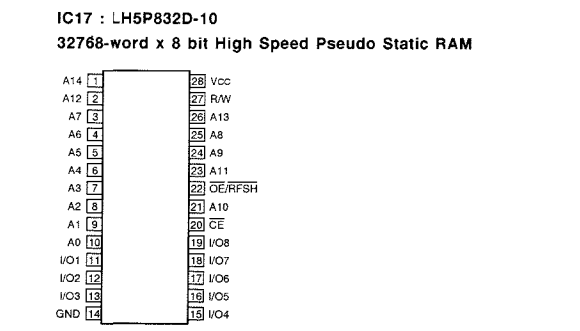 IC17 : LH5P832D-10
32768-word x 8 bit High Speed Pseudo Static RAM
A14 1 28 Vcc
A12 2 27 R/W
A7 3 26 A13
A6 4 25 A8
A5 5 24 A9
A4 6 23 A11
A3 7 22 OE/RFSH
A2 8 21 A10
A1 9 20 CE
A0 10 19 I/O8
I/O1 11 18 I/O7
I/O2 12 17 I/O6
I/O3 13 16 I/O5
GND 14 15 I/O4